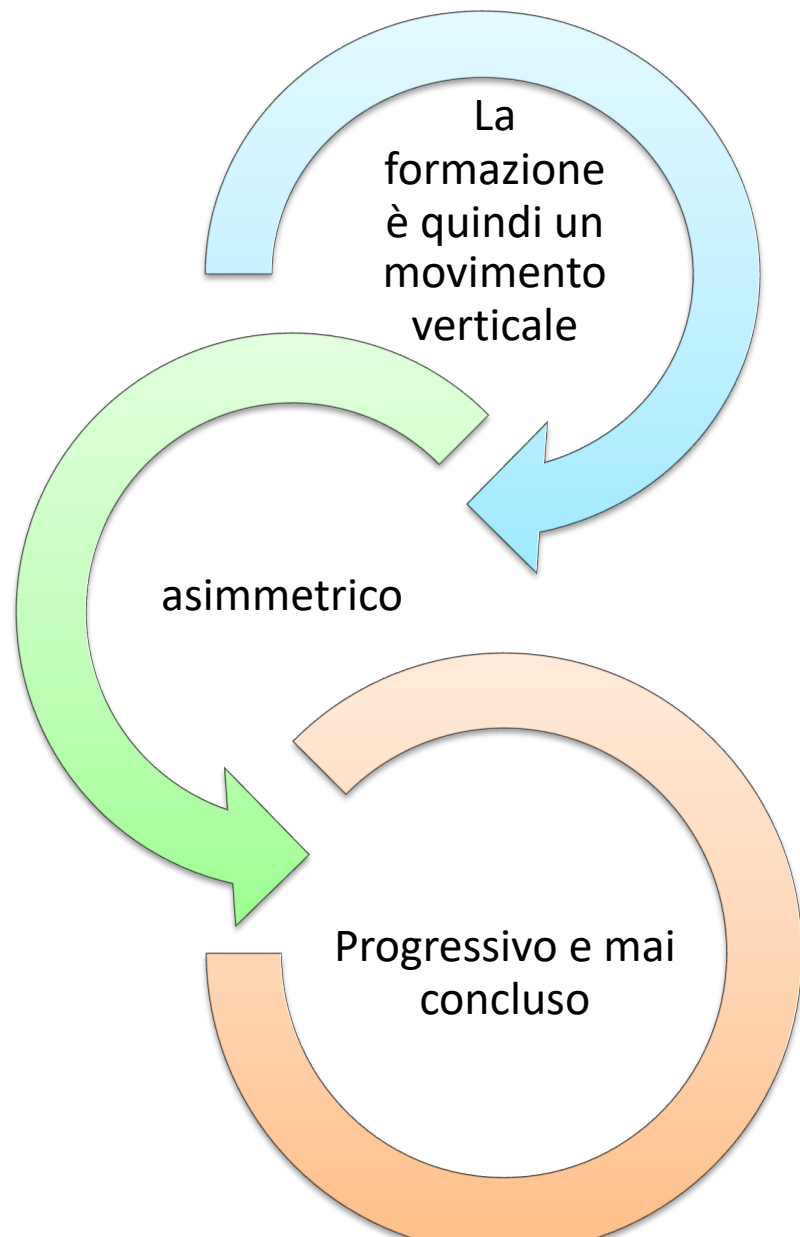 La
formazione
è quindi un
movimento
verticale
asimmetrico
Progressivo e mai
concluso